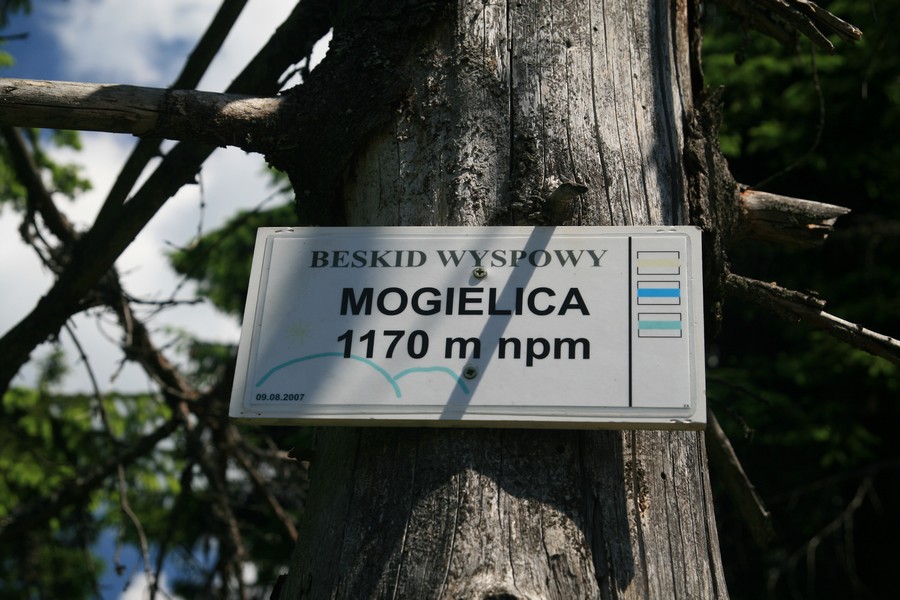 BESKID WYSPOWY
MOGIELICA
1170 m npm
09.08.2007